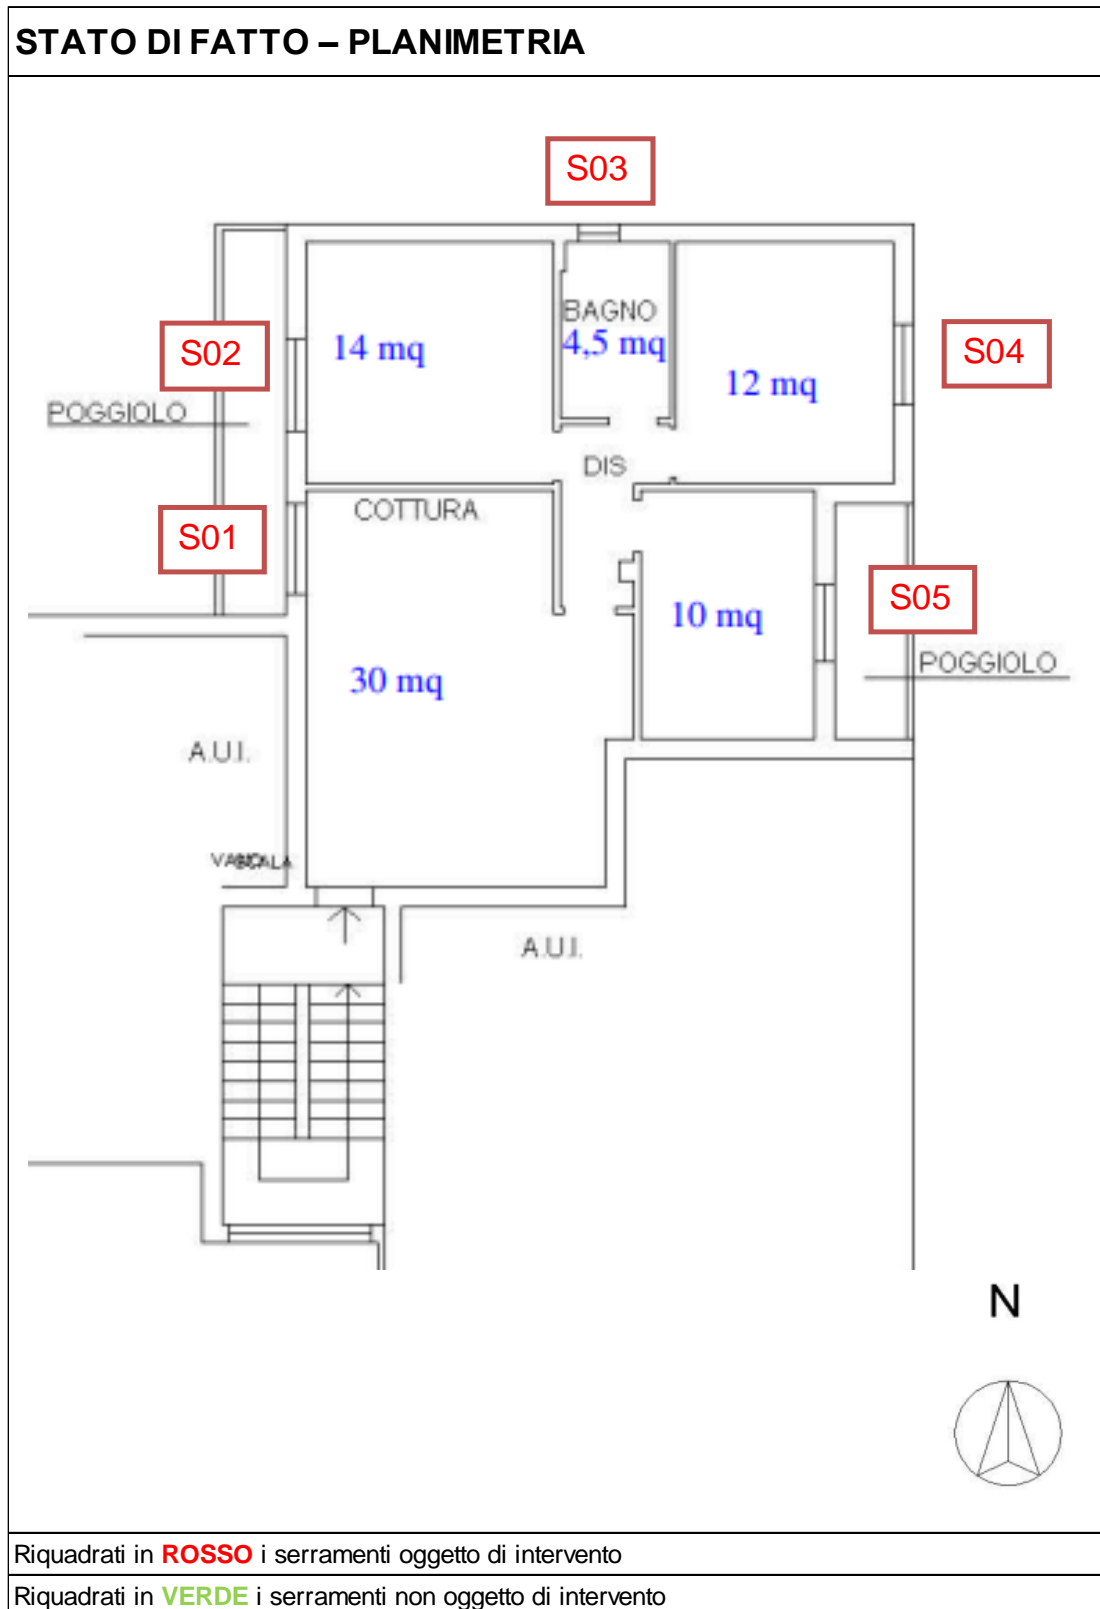 STATO DI FATTO – PLANIMETRIA
S03
BAGNO
4,5 mq
S02
14 mq
S04
12 mq
POGGIOLO
DIS
COTTURA
S01
S05
10 mq
POGGIOLO
30 mq
A.U.I.
VANO SCALA
A.U.I.
N
Riquadrati in ROSSO i serramenti oggetto di intervento
Riquadrati in VERDE i serramenti non oggetto di intervento